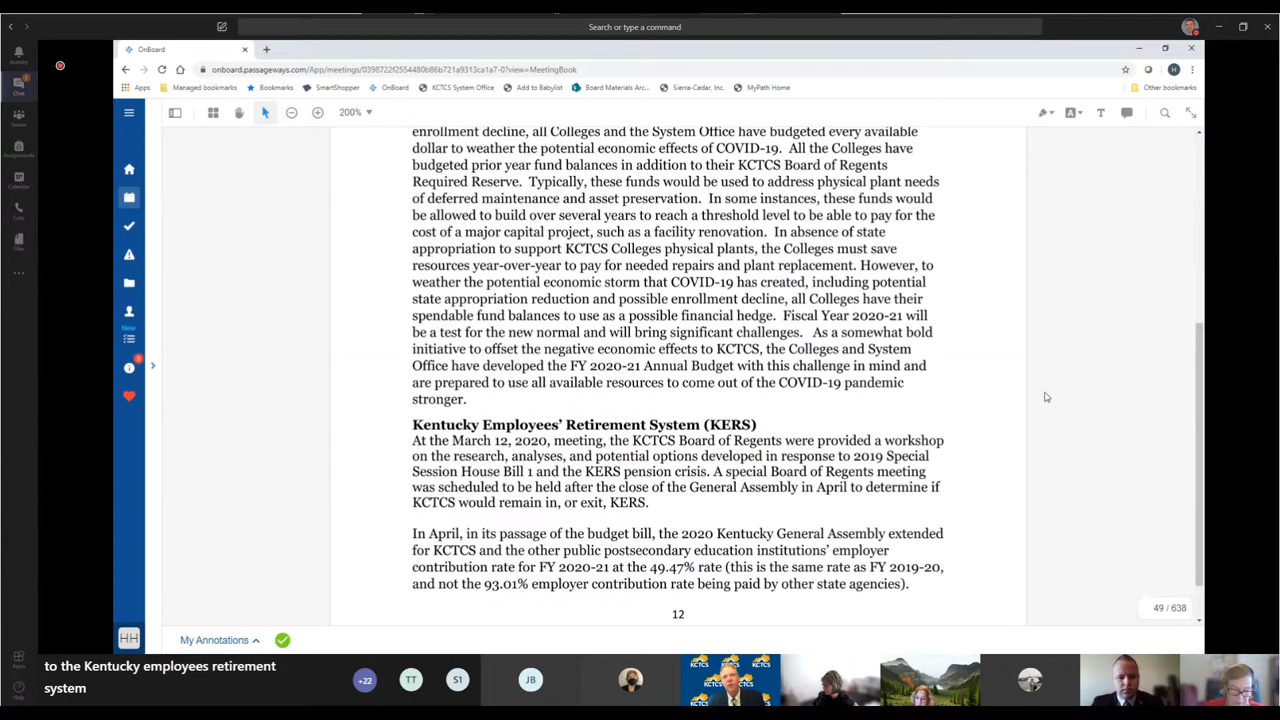 Search or type a command
OnBoard
onboard.passageways.com/App/meetings/0398722f2554480b86b721a9313ca1a7-0?view=MeetingBook
Apps Managed bookmarks Bookmarks SmartShopper OnBoard KCTCS System Office Add to Babylist Board Materials Arc... Sierra-Cedar, Inc. MyPath Home Other bookmarks
200%
Activity
Chat
Teams
Assignments
Calendar
Calls
Files
New
enrollment decline, all Colleges and the System Office have budgeted every available
dollar to weather the potential economic effects of COVID-19. All the Colleges have
budgeted prior year fund balances in addition to their KCTCS Board of Regents
Required Reserve. Typically, these funds would be used to address physical plant needs
of deferred maintenance and asset preservation. In some instances, these funds would
be allowed to build over several years to reach a threshold level to be able to pay for the
cost of a major capital project, such as a facility renovation. In absence of state
appropriation to support KCTCS Colleges physical plants, the Colleges must save
resources year-over-year to pay for needed repairs and plant replacement. However, to
weather the potential economic storm that COVID-19 has created, including potential
state appropriation reduction and possible enrollment decline, all Colleges have their
spendable fund balances to use as a possible financial hedge. Fiscal Year 2020-21 will
be a test for the new normal and will bring significant challenges. As a somewhat bold
initiative to offset the negative economic effects to KCTCS, the Colleges and System
Office have developed the FY 2020-21 Annual Budget with this challenge in mind and
are prepared to use all available resources to come out of the COVID-19 pandemic
stronger.
Kentucky Employees' Retirement System (KERS)
At the March 12, 2020, meeting, the KCTCS Board of Regents were provided a workshop
on the research, analyses, and potential options developed in response to 2019 Special
Session House Bill 1 and the KERS pension crisis. A special Board of Regents meeting
was scheduled to be held after the close of the General Assembly in April to determine if
KCTCS would remain in, or exit, KERS.
In April, in its passage of the budget bill, the 2020 Kentucky General Assembly extended
for KCTCS and the other public postsecondary education institutions' employer
contribution rate for FY 2020-21 at the 49.47% rate (this is the same rate as FY 2019-20,
and not the 93.01% employer contribution rate being paid by other state agencies).
12
49 / 638
HH
My Annotations
Apps
Help
to the Kentucky employees retirement
system
+22 TT S1 JB
KCTCS